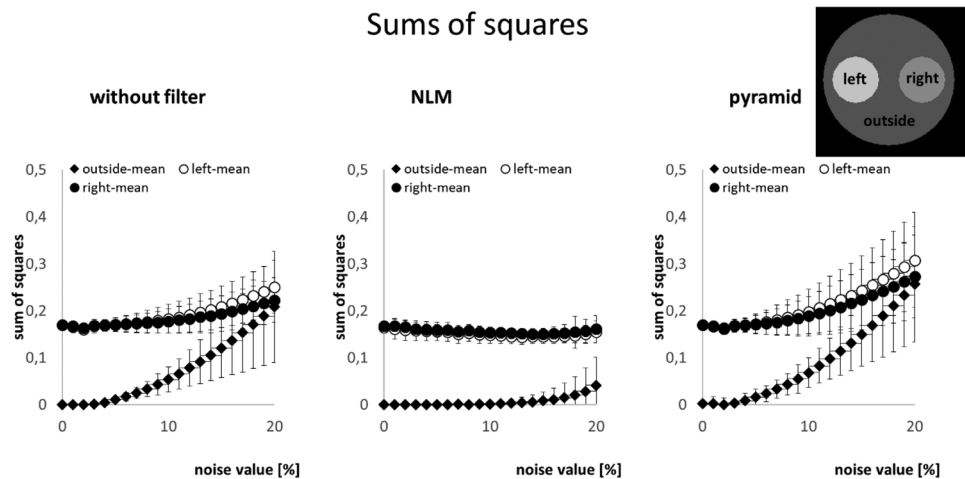 Sums of squares
left
right
outside
without filter
NLM
pyramid
outside-mean
left-mean
right-mean
0,5
0,4
0,3
0,2
0,1
0
sum of squares
0
10
20
noise value [%]
outside-mean
left-mean
right-mean
0,5
0,4
0,3
0,2
0,1
0
sum of squares
0
10
20
noise value [%]
outside-mean
left-mean
right-mean
0,5
0,4
0,3
0,2
0,1
0
sum of squares
0
10
20
noise value [%]